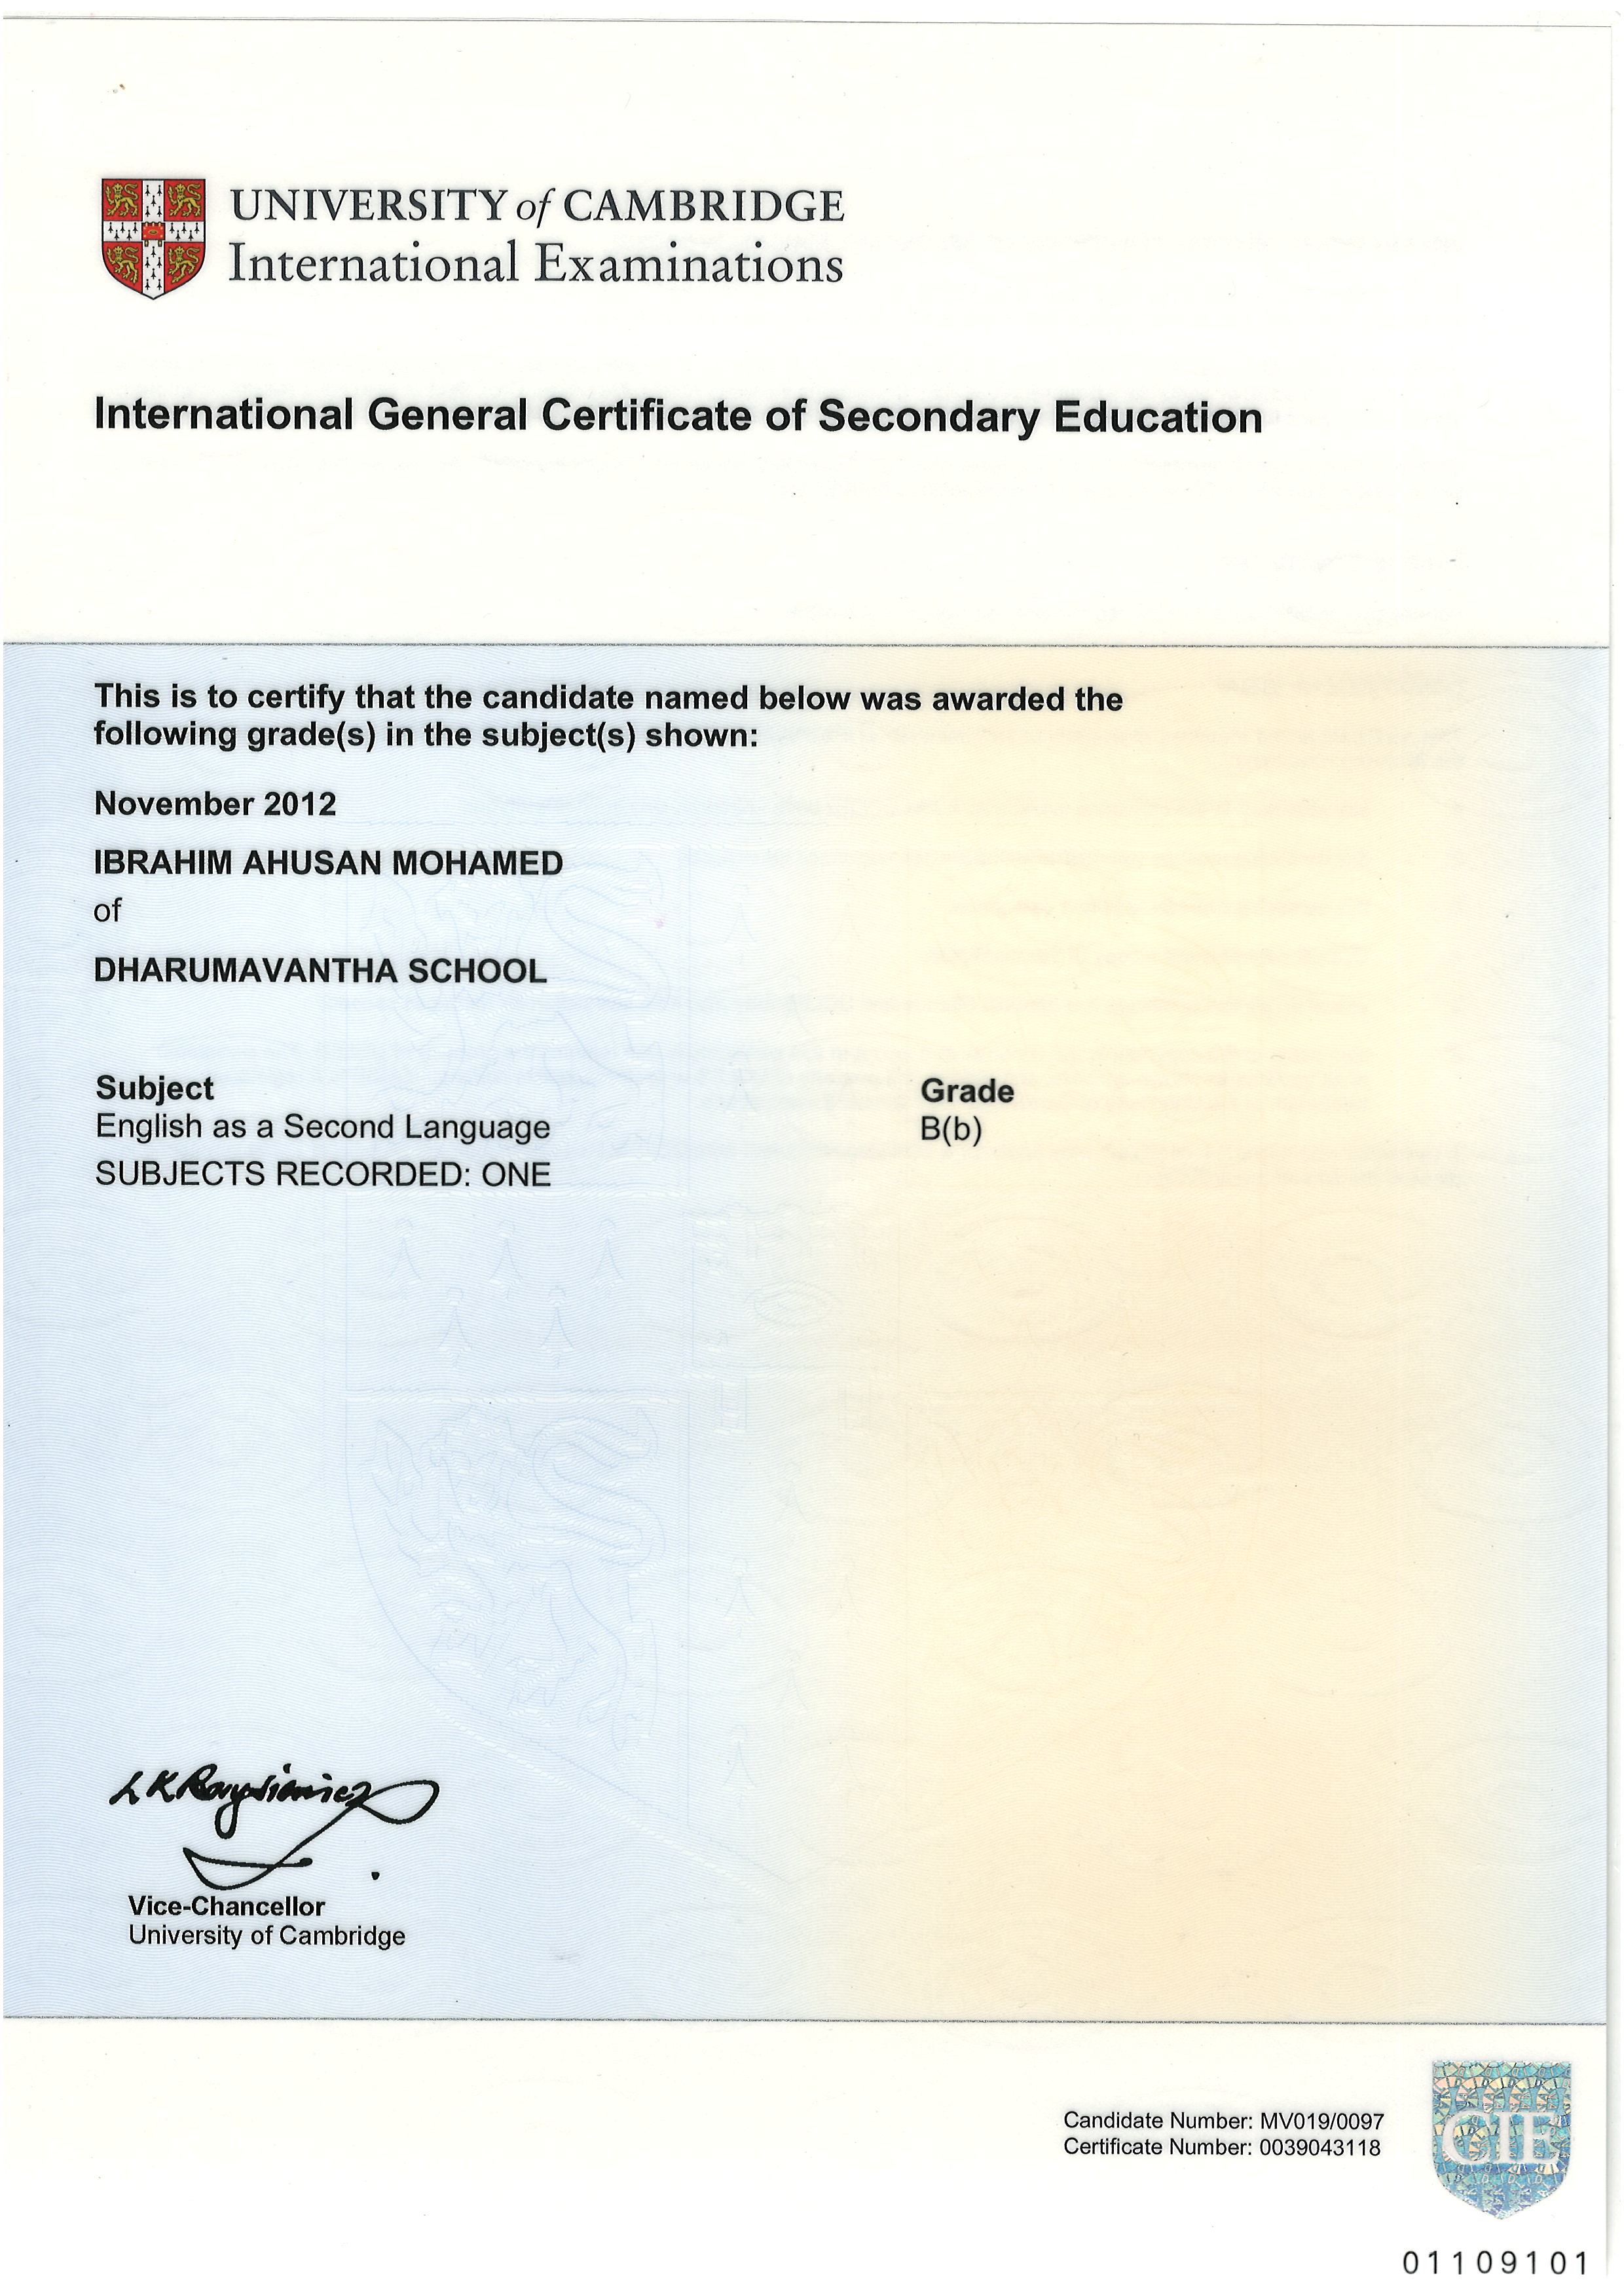 UNIVERSITY of CAMBRIDGE
International Examinations
International General Certificate of Secondary Education
This is to certify that the candidate named below was awarded the
following grade(s) in the subject(s) shown:
November 2012
IBRAHIM AHUSAN MOHAMED
of
DHARUMAVANTHA SCHOOL
Subject Grade
English as a Second Language B(b)
SUBJECTS RECORDED: ONE
Vice-Chancellor
University of Cambridge
Candidate Number: MV019/0097
Certificate Number: 0039043118
CIE
01109101